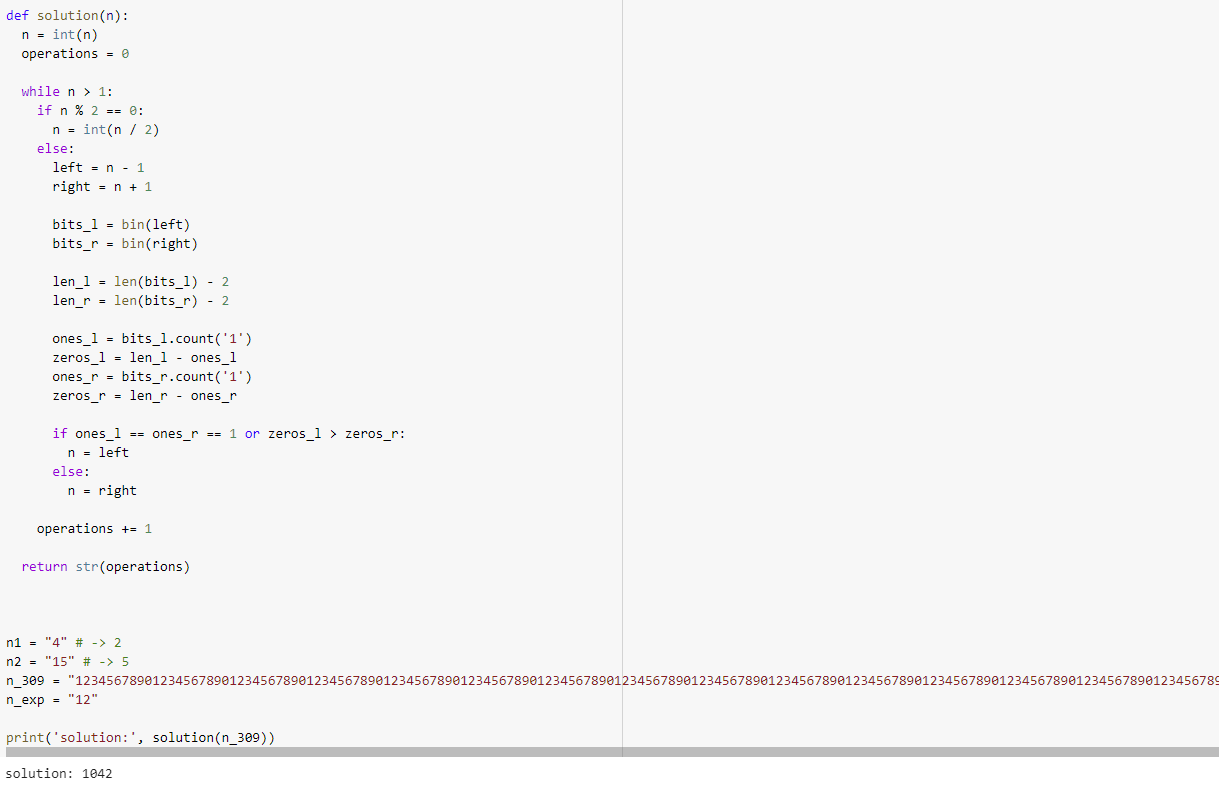 def solution(n):
  n = int(n)
  operations = 0

  while n > 1:
    if n % 2 == 0:
      n = int(n / 2)
    else:
      left = n - 1
      right = n + 1

      bits_l = bin(left)
      bits_r = bin(right)

      len_l = len(bits_l) - 2
      len_r = len(bits_r) - 2

      ones_l = bits_l.count('1')
      zeros_l = len_l - ones_l
      ones_r = bits_r.count('1')
      zeros_r = len_r - ones_r

      if ones_l == ones_r == 1 or zeros_l > zeros_r:
        n = left
      else:
        n = right

    operations += 1

  return str(operations)

n1 = "4" # -> 2
n2 = "15" # -> 5
n_309 = "12345678901234567890123456789012345678901234567890123456789012345678901234567890123456789012345678901234567890123456789012345678901234567890123456789
n_exp = "12"

print('solution:', solution(n_309))
solution: 1042